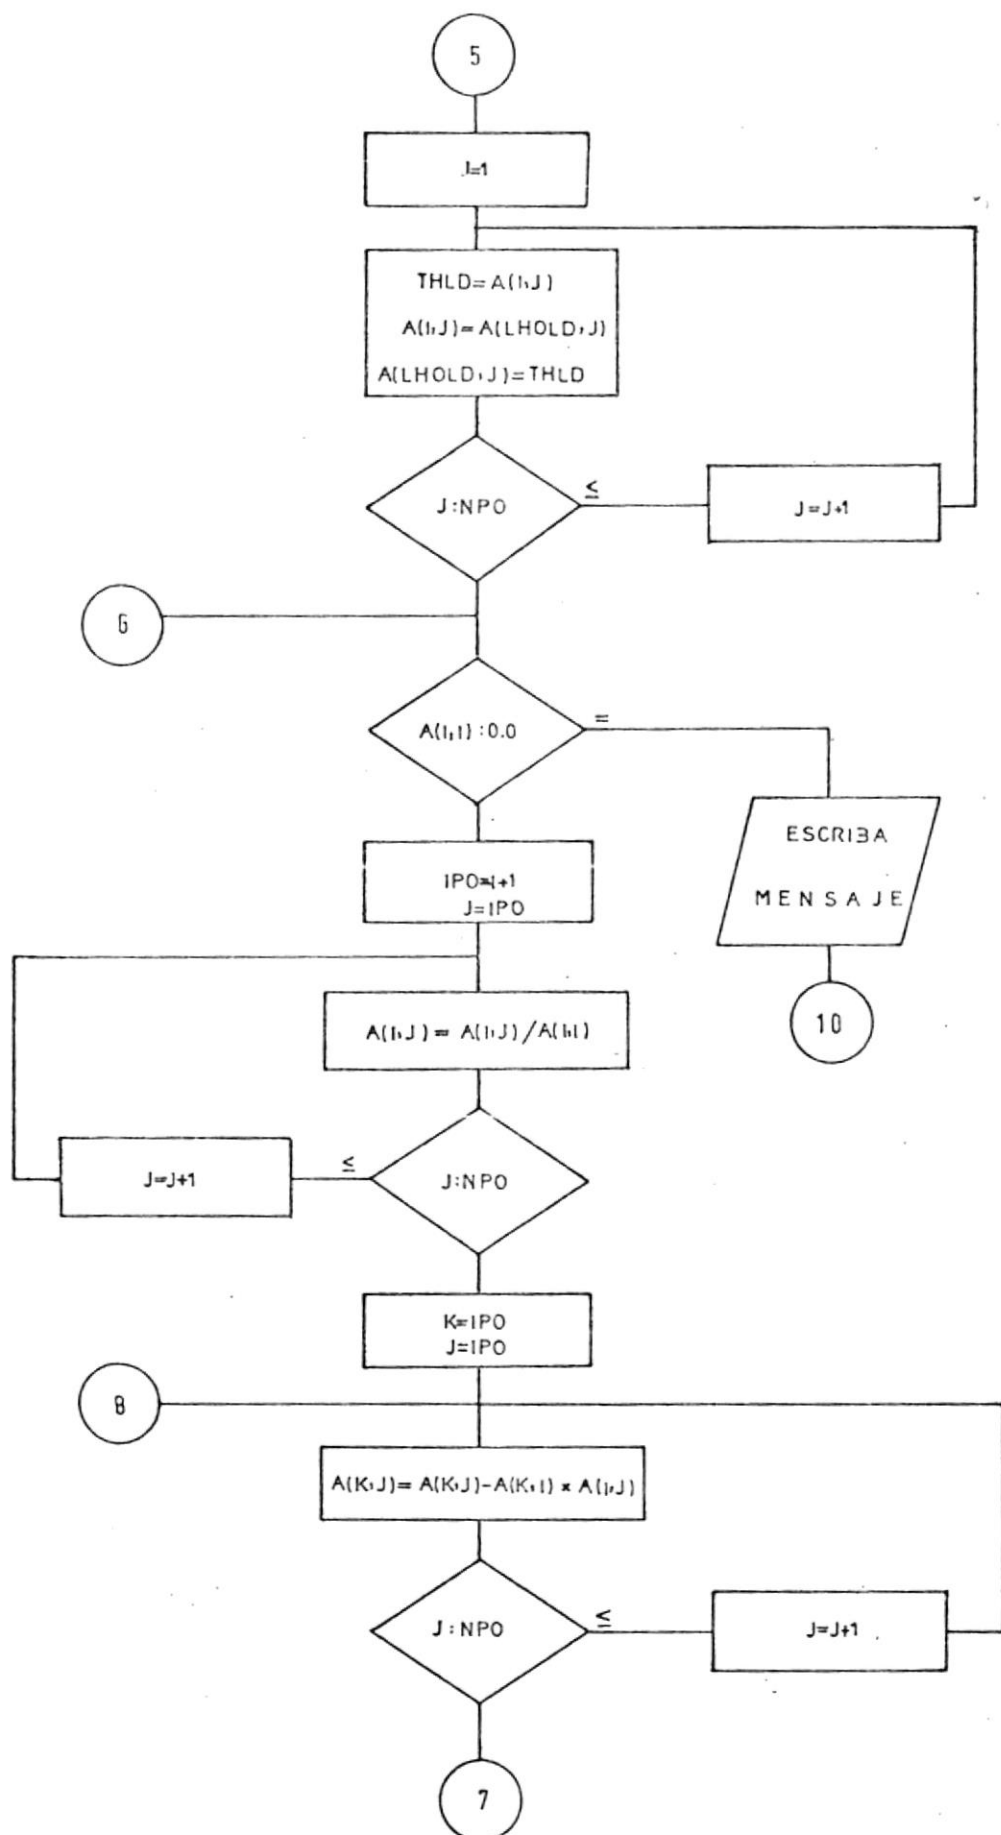 5
J=1
THLD=A(I,J)
A(I,J)=A(LHOLD,J)
A(LHOLD,J)=THLD
J:NPO
≤
J=J+1
6
A(I,I):0.0
=
ESCRIBA
MENSAJE
IPO=I+1
J=IPO
10
A(I,J)= A(I,J)/A(I,I)
J:NPO
≤
J=J+1
K=IPO
J=IPO
8
A(K,J)= A(K,J)-A(K,I) * A(I,J)
J:NPO
≤
J=J+1
7